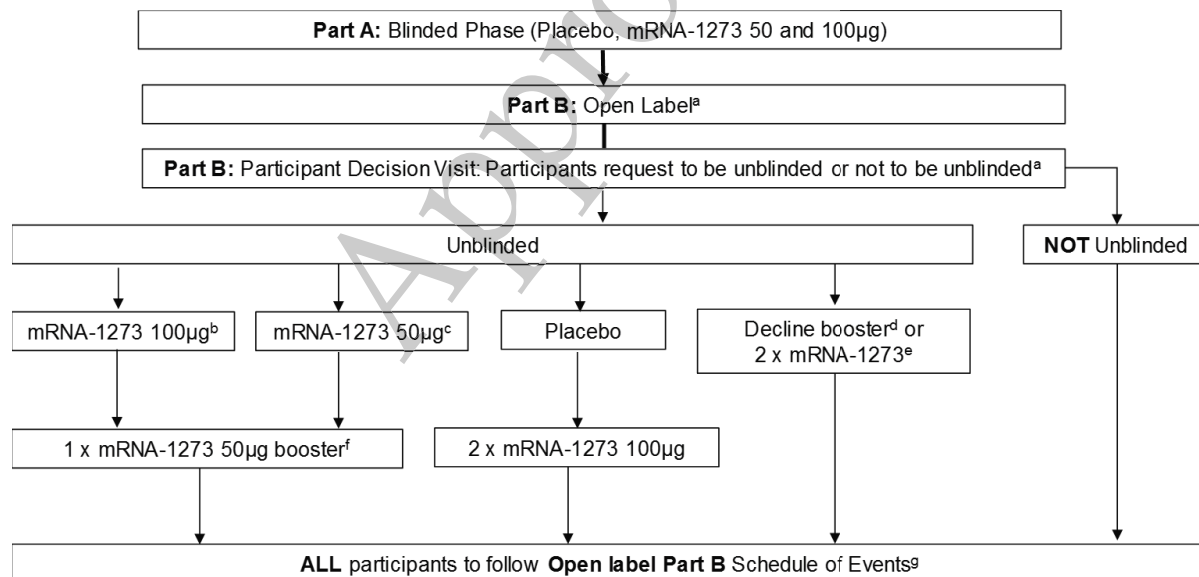 Part A: Blinded Phase (Placebo, mRNA-1273 50 and 100µg)
Part B: Open Labelᵃ
Part B: Participant Decision Visit: Participants request to be unblinded or not to be unblindedᵃ
Unblinded
NOT Unblinded
mRNA-1273 100µgᵇ
mRNA-1273 50µgᶜ
Placebo
Decline boosterᵈ or
2 x mRNA-1273ᵉ
1 x mRNA-1273 50µg boosterᶠ
2 x mRNA-1273 100µg
ALL participants to follow Open label Part B Schedule of Eventsᵍ
Appro